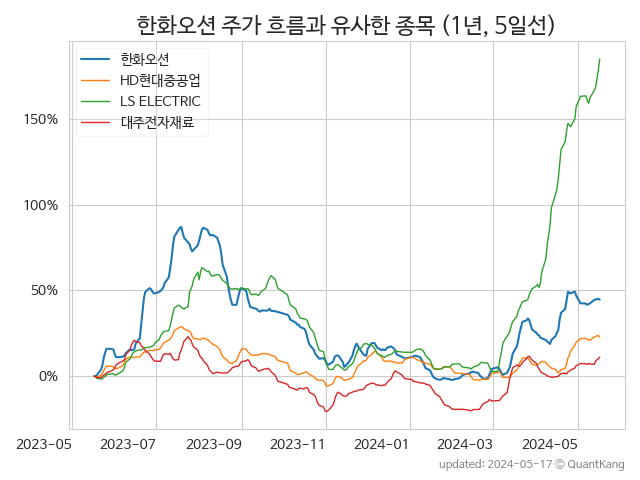 한화오션 주가 흐름과 유사한 종목 (1년, 5일선)
한화오션
HD현대중공업
LS ELECTRIC
대주전자재료
150%
100%
50%
0%
2023-05 2023-07 2023-09 2023-11 2024-01 2024-03 2024-05
updated: 2024-05-17 © QuantKang